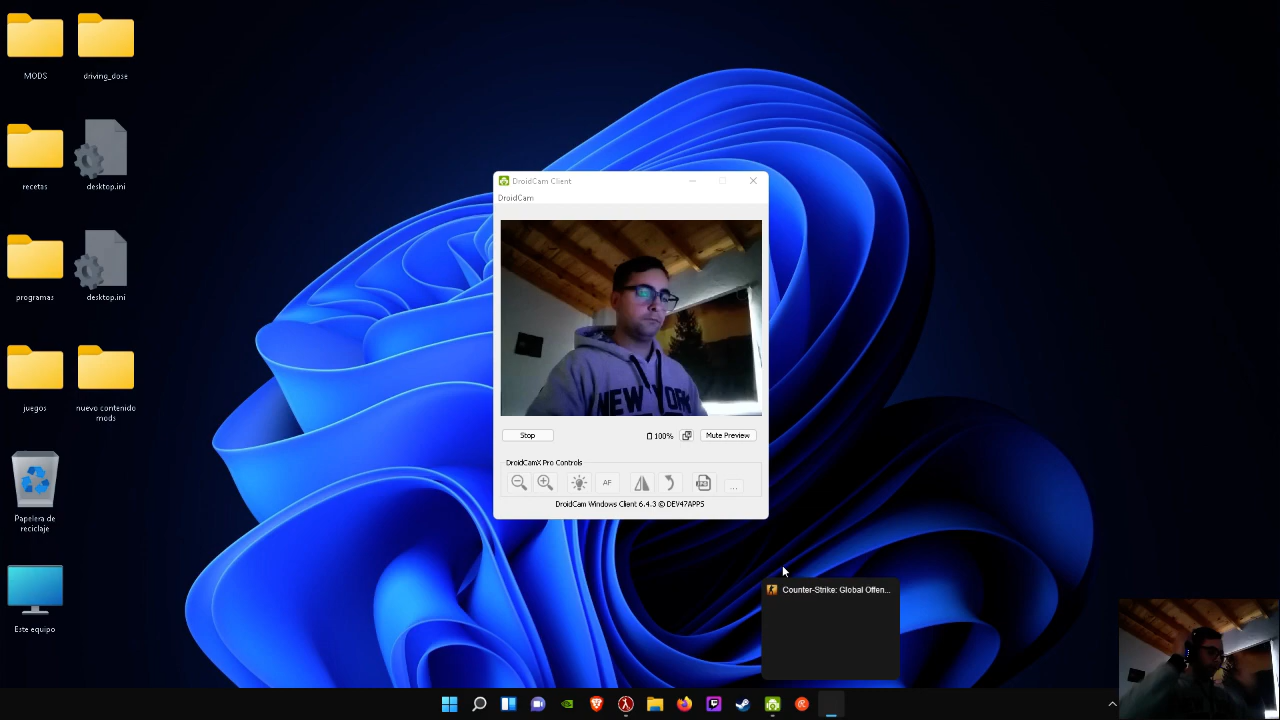 MODS
driving_dose
recetas
desktop.ini
programas
desktop.ini
juegos
nuevo contenido
mods
Papelera de
reciclaje
Este equipo
DroidCam Client
DroidCam
NEW YORK
Stop
100%
Mute Preview
DroidCamX Pro Controls
AF
JPG
...
DroidCam Windows Client 6.4.3 © DEV47APPS
Counter-Strike: Global Offen...